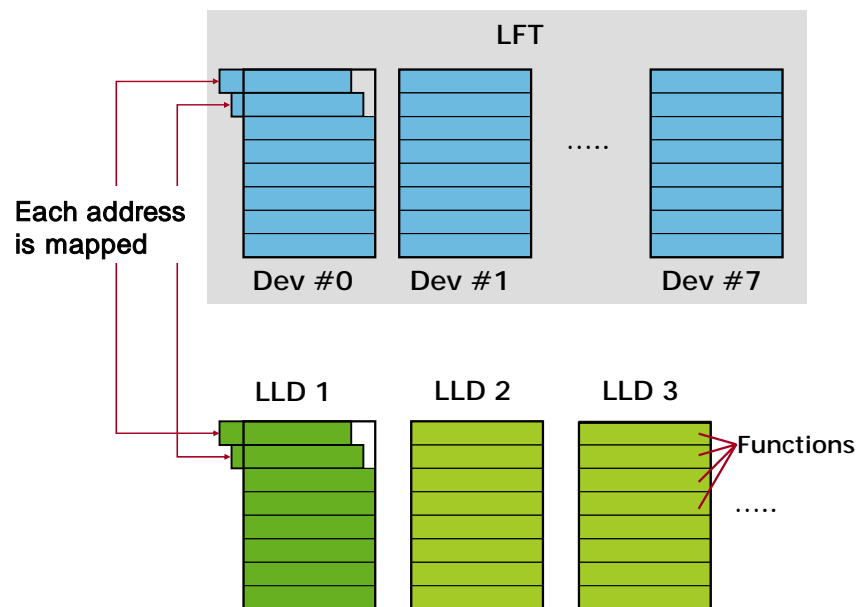 LFT
.....
Each address
is mapped
Dev #0
Dev #1
Dev #7
LLD 1
LLD 2
LLD 3
Functions
.....